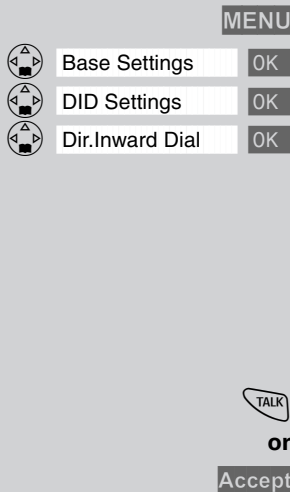 MENU
Base Settings OK
DID Settings OK
Dir.Inward Dial OK
TALK
or
Accept